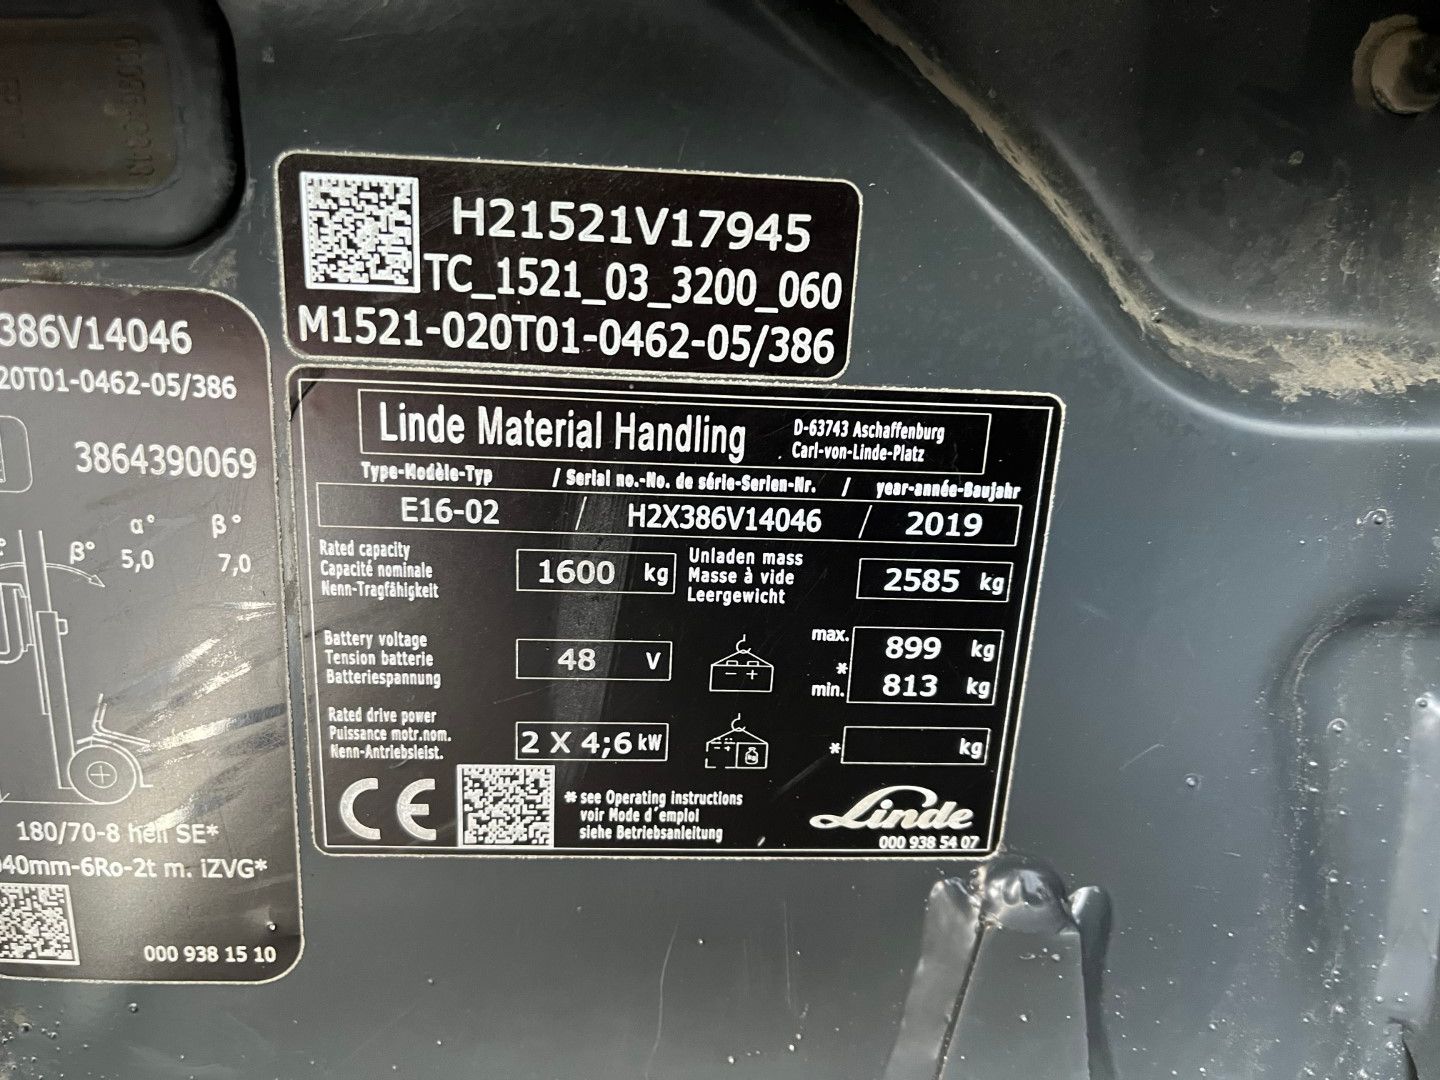 H21521V17945
TC_1521_03_3200_060
M1521-020T01-0462-05/386
386V14046
20T01-0462-05/386
3864390069
α° β°
β° 5,0 7,0
180/70-8 hell SE*
40mm-6Ro-2t m. iZVG*
000 938 15 10
Linde Material Handling
D-63743 Aschaffenburg
Carl-von-Linde-Platz
Type-Modèle-Typ / Serial no.-No. de série-Serien-Nr. / year-année-Baujahr
E16-02 / H2X386V14046 / 2019
Rated capacity
Capacité nominale
Nenn-Tragfähigkeit
1600 kg
Unladen mass
Masse à vide
Leergewicht
2585 kg
Battery voltage
Tension batterie
Batteriespannung
48 V
- +
max. 899 kg
*
min. 813 kg
Rated drive power
Puissance motr.nom.
Nenn-Antriebsleist.
2 X 4;6 kW
* kg
CE
* see Operating instructions
voir Mode d´emploi
siehe Betriebsanleitung
Linde
000 938 54 07